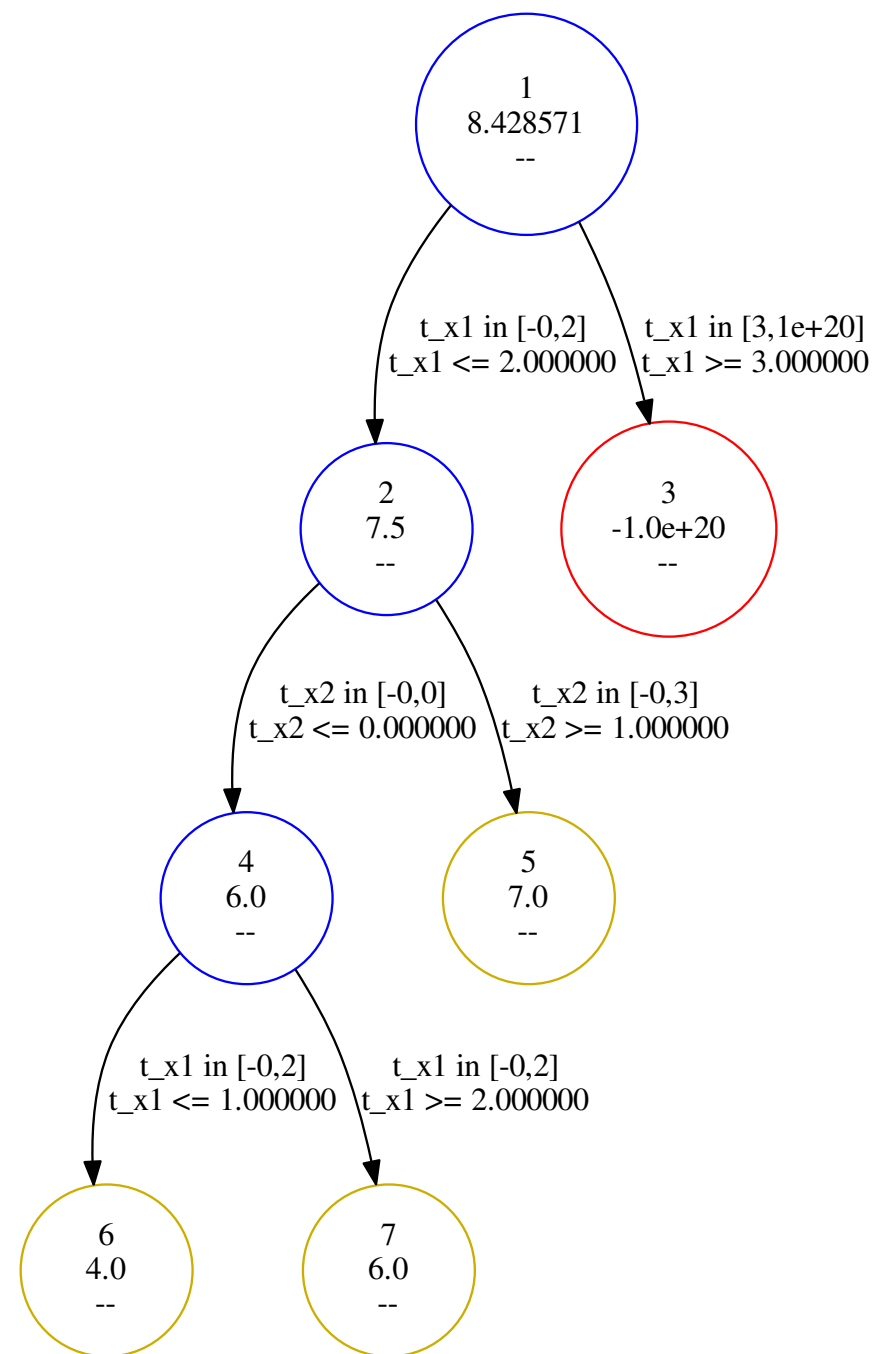 1
8.428571
--
t_x1 in [-0,2]
t_x1 <= 2.000000
t_x1 in [3,1e+20]
t_x1 >= 3.000000
2
7.5
--
3
-1.0e+20
--
t_x2 in [-0,0]
t_x2 <= 0.000000
t_x2 in [-0,3]
t_x2 >= 1.000000
4
6.0
--
5
7.0
--
t_x1 in [-0,2]
t_x1 <= 1.000000
t_x1 in [-0,2]
t_x1 >= 2.000000
6
4.0
--
7
6.0
--